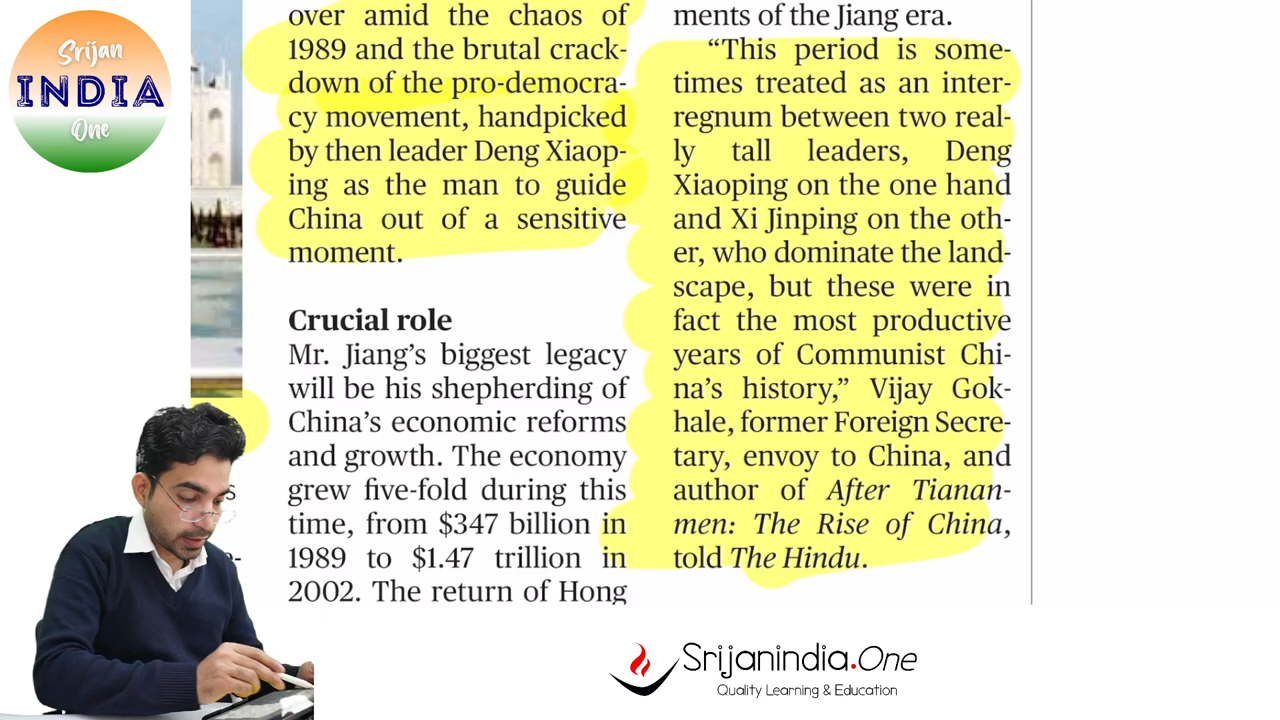 Srijan
INDIA
One
over amid the chaos of
1989 and the brutal crack-
down of the pro-democra-
cy movement, handpicked
by then leader Deng Xiaop-
ing as the man to guide
China out of a sensitive
moment.
Crucial role
Mr. Jiang’s biggest legacy
will be his shepherding of
China’s economic reforms
and growth. The economy
grew five-fold during this
time, from $347 billion in
1989 to $1.47 trillion in
2002. The return of Hong
ments of the Jiang era.
“This period is some-
times treated as an inter-
regnum between two real-
ly tall leaders, Deng
Xiaoping on the one hand
and Xi Jinping on the oth-
er, who dominate the land-
scape, but these were in
fact the most productive
years of Communist Chi-
na’s history,” Vijay Gok-
hale, former Foreign Secre-
tary, envoy to China, and
author of After Tianan-
men: The Rise of China,
told The Hindu.
Srijanindia.One
Quality Learning & Education